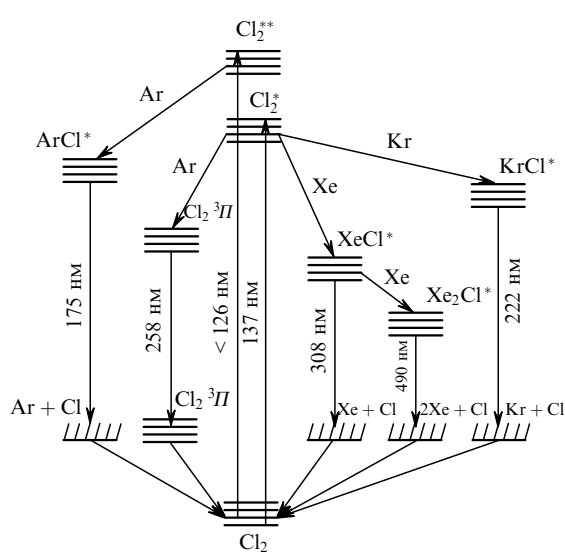 Cl₂**
Ar
Cl₂*
ArCl*
Kr
KrCl*
Ar
Xe
Cl₂ ³Π
XeCl*
Xe
Xe₂Cl*
175 нм
258 нм
< 126 нм
137 нм
308 нм
490 нм
222 нм
Ar + Cl
Cl₂ ³Π
Xe + Cl
2Xe + Cl
Kr + Cl
Cl₂